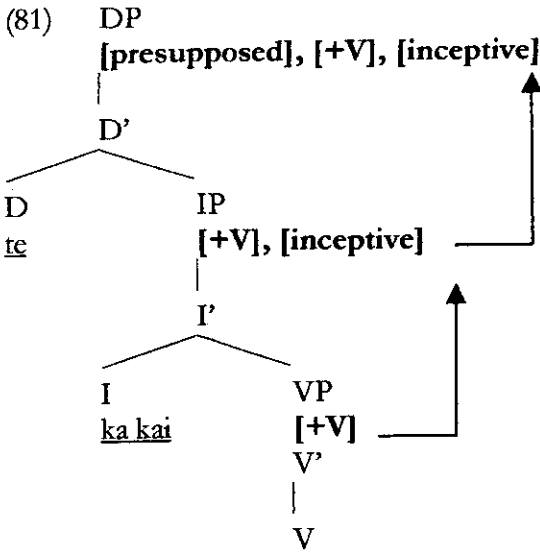 (81) DP
[presupposed], [+V], [inceptive]
D’
D IP
te [+V], [inceptive]
I’
I VP
ka kai [+V]
V’
V